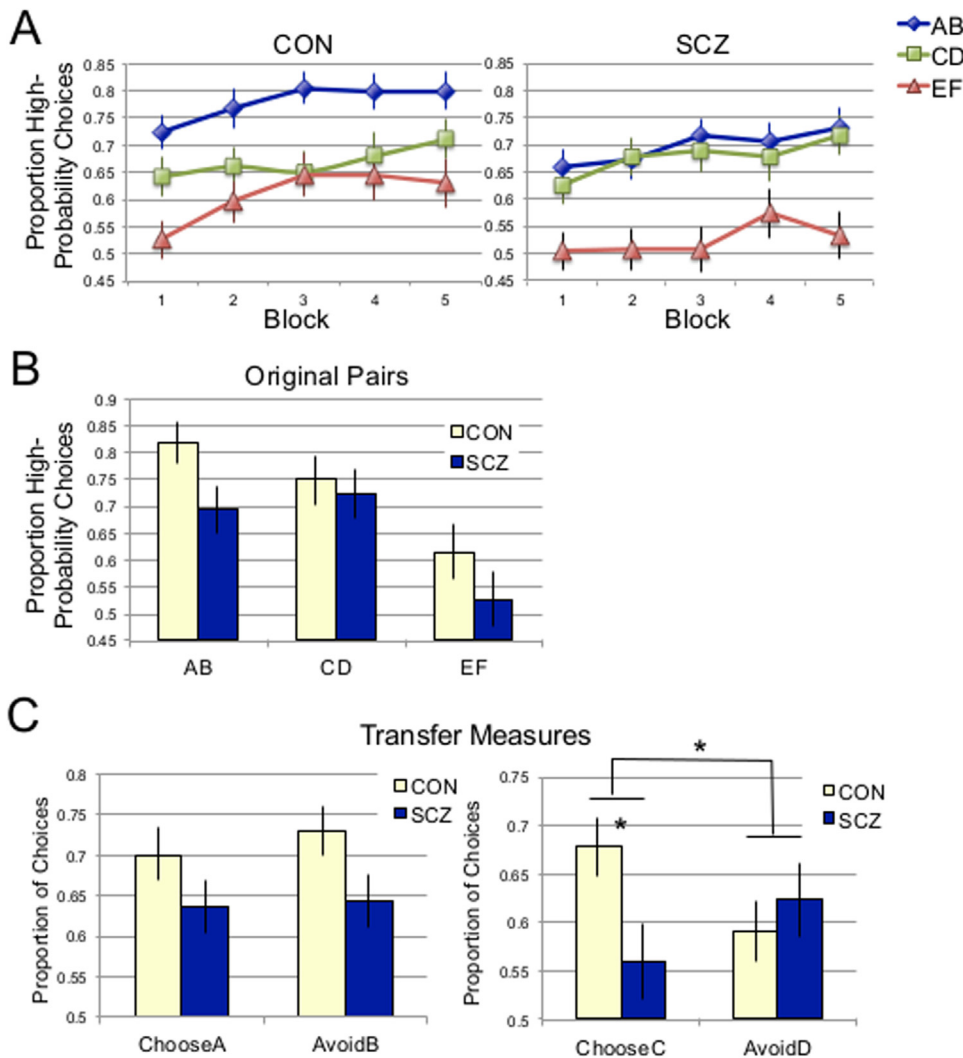 A
CON
SCZ
AB
CD
EF
Proportion High-
Probability Choices
0.85
0.8
0.75
0.7
0.65
0.6
0.55
0.5
0.45
1 2 3 4 5
Block
0.85
0.8
0.75
0.7
0.65
0.6
0.55
0.5
0.45
1 2 3 4 5
Block
B
Original Pairs
Proportion High-
Probability Choices
0.9
0.85
0.8
0.75
0.7
0.65
0.6
0.55
0.5
0.45
CON
SCZ
AB CD EF
C
Transfer Measures
Proportion of Choices
0.8
0.75
0.7
0.65
0.6
0.55
0.5
CON
SCZ
ChooseA AvoidB
Proportion of Choices
0.75
0.7
0.65
0.6
0.55
0.5
*
*
CON
SCZ
ChooseC AvoidD